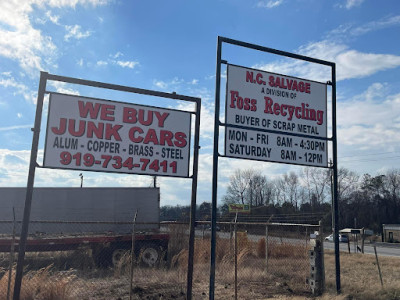 WE BUY
JUNK CARS
ALUM - COPPER - BRASS - STEEL
919-734-7411
N.C. SALVAGE
A DIVISION OF
Foss Recycling
BUYER OF SCRAP METAL
MON - FRI 8AM - 4:30PM
SATURDAY 8AM - 12PM